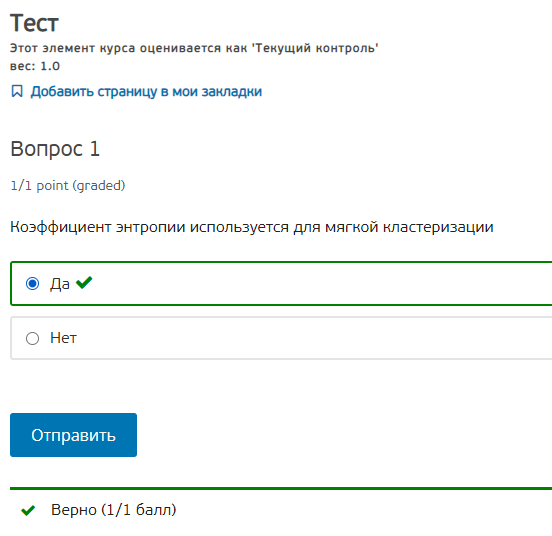 Тест
Этот элемент курса оценивается как 'Текущий контроль'
вес: 1.0
Добавить страницу в мои закладки
Вопрос 1
1/1 point (graded)
Коэффициент энтропии используется для мягкой кластеризации
Да
Нет
Отправить
Верно (1/1 балл)